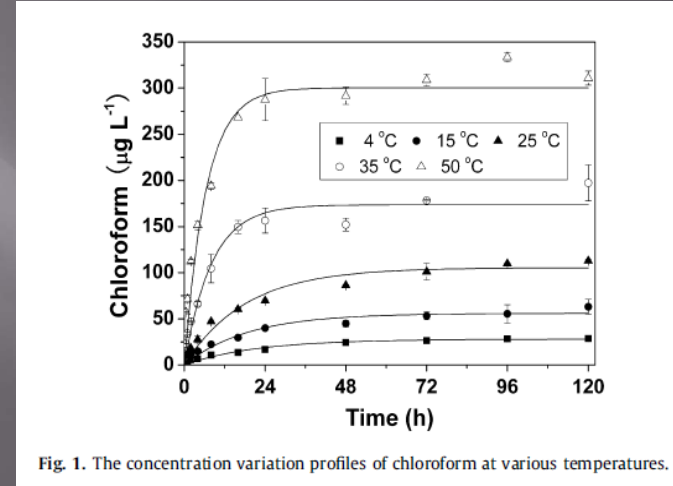 350
300
250
200
150
100
50
0
Chloroform (μg L⁻¹)
4 °C 15 °C 25 °C
35 °C 50 °C
0 24 48 72 96 120
Time (h)
Fig. 1. The concentration variation profiles of chloroform at various temperatures.